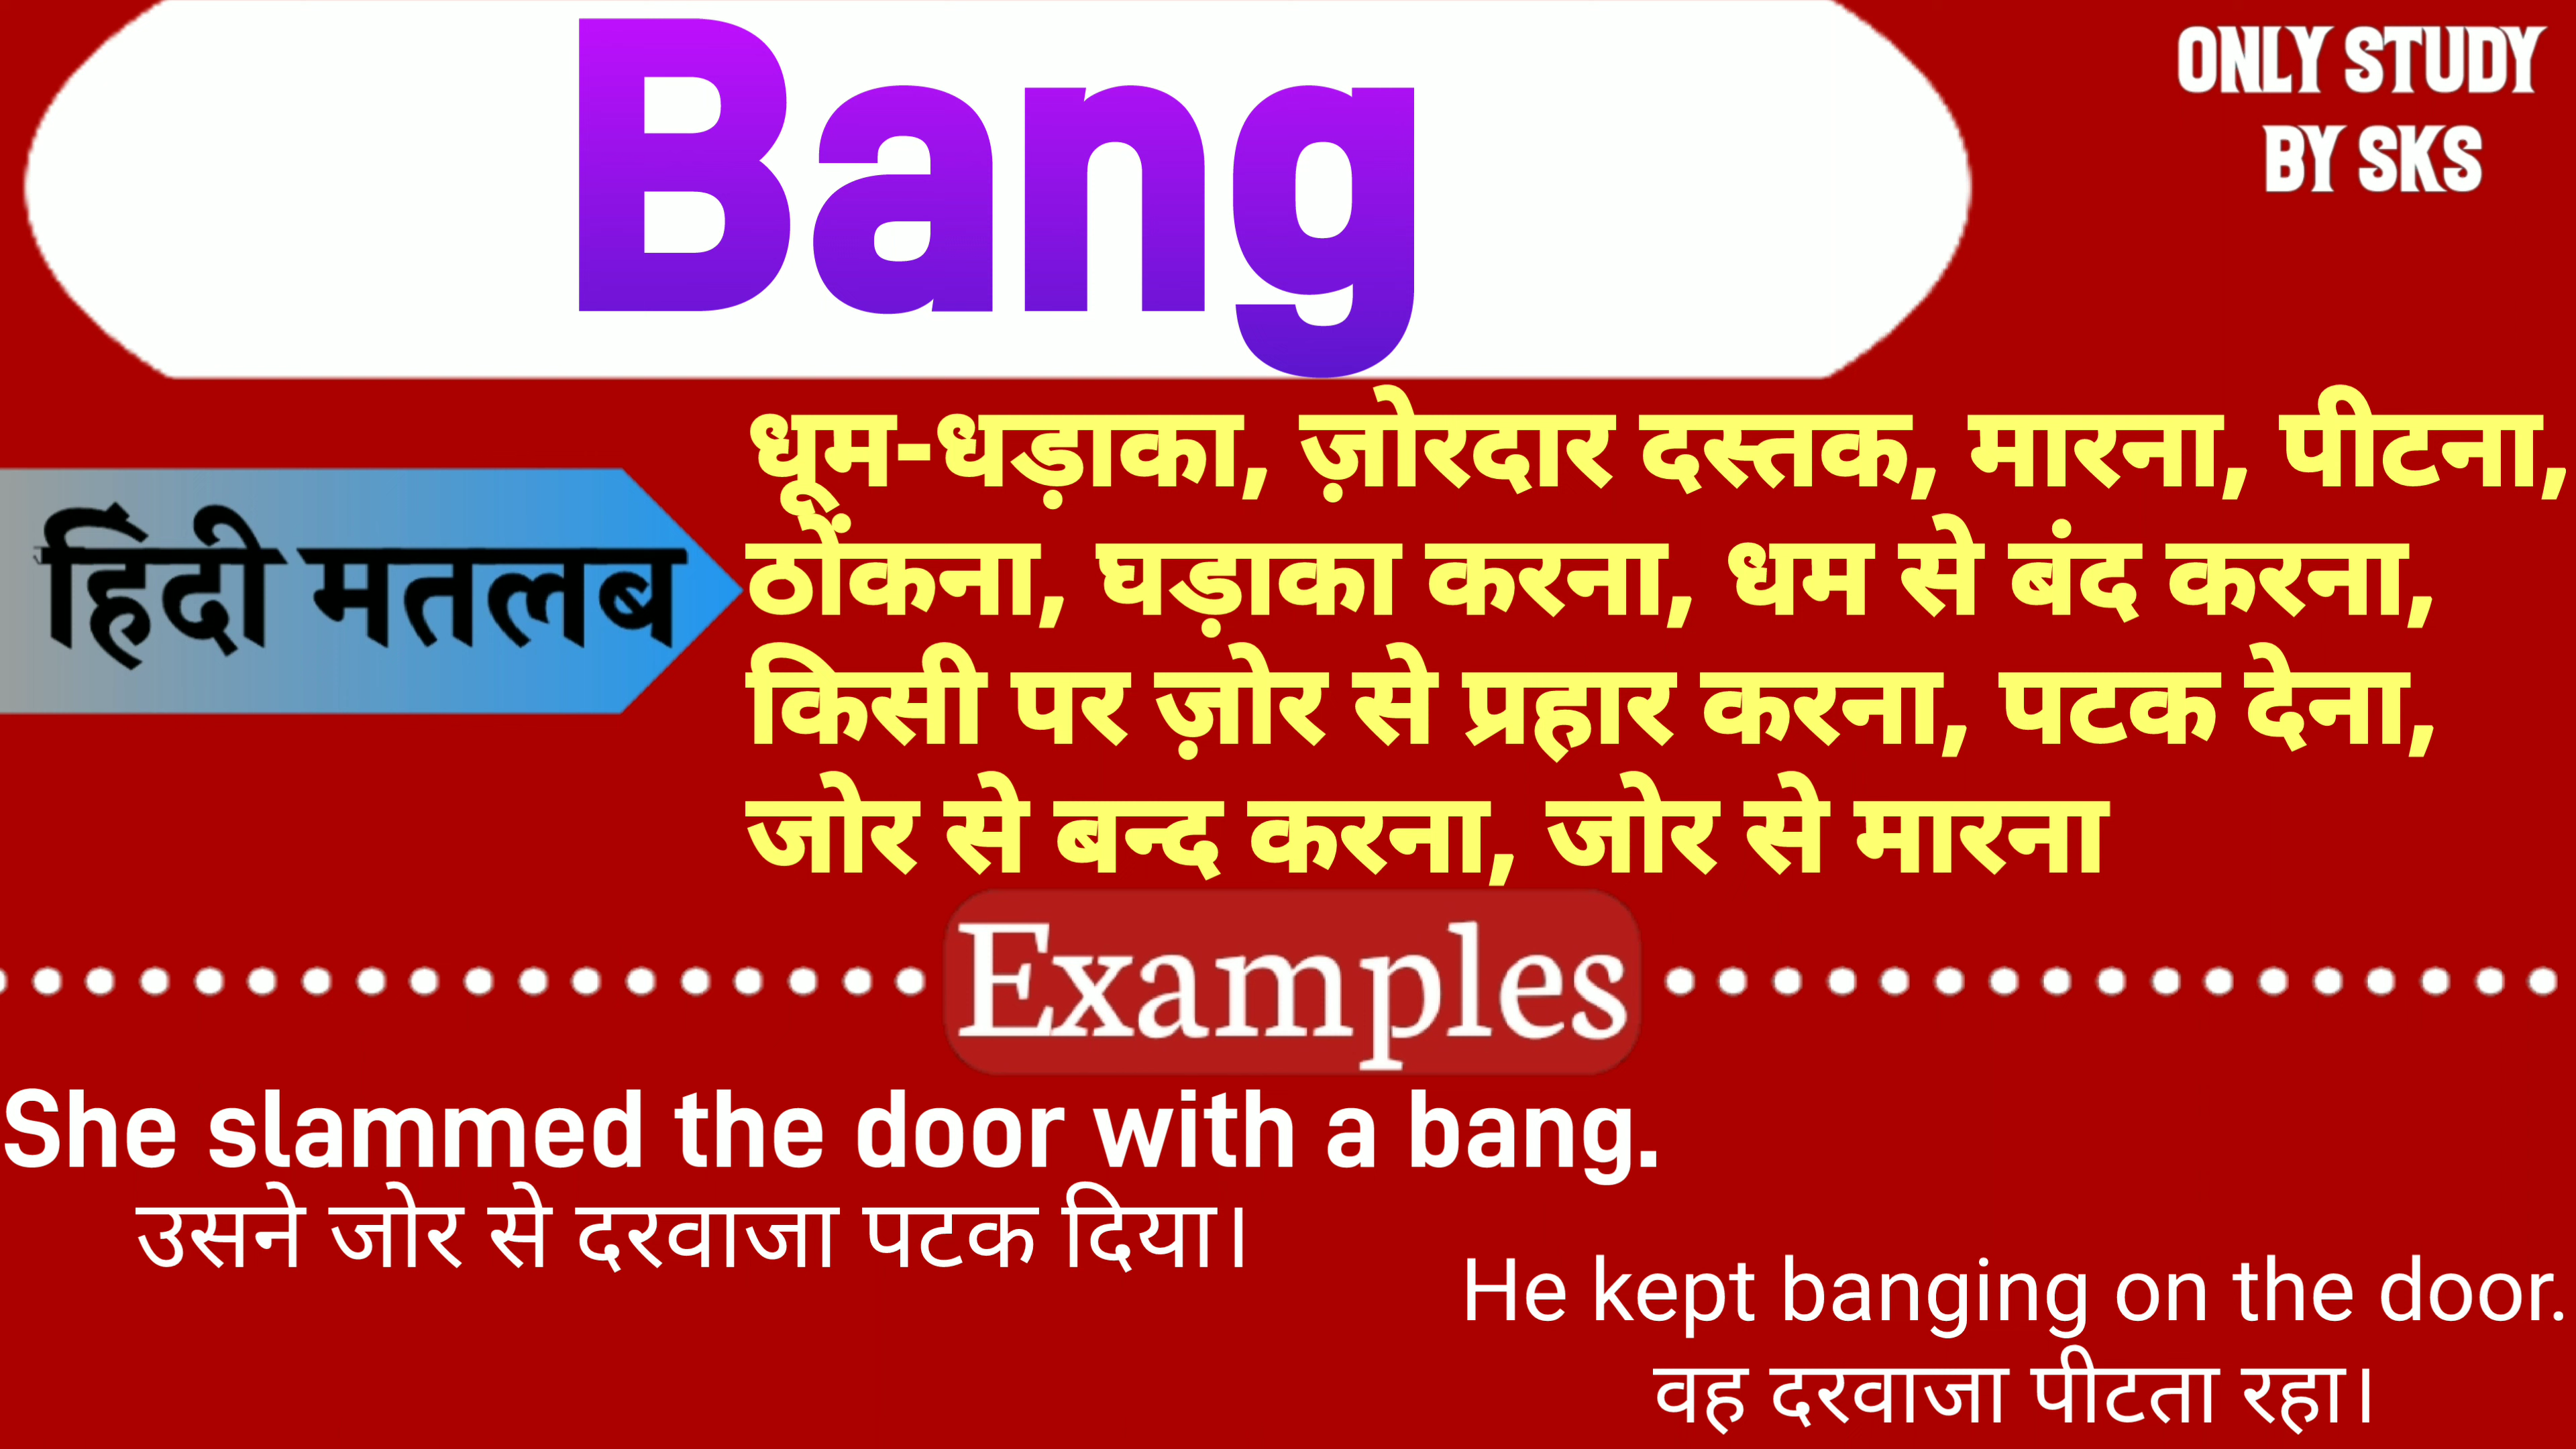 Bang
ONLY STUDY
BY SKS
हिंदी मतलब
धूम-धड़ाका, ज़ोरदार दस्तक, मारना, पीटना,
ठोंकना, घड़ाका करना, धम से बंद करना,
किसी पर ज़ोर से प्रहार करना, पटक देना,
जोर से बन्द करना, जोर से मारना
Examples
She slammed the door with a bang.
उसने जोर से दरवाजा पटक दिया।
He kept banging on the door.
वह दरवाजा पीटता रहा।